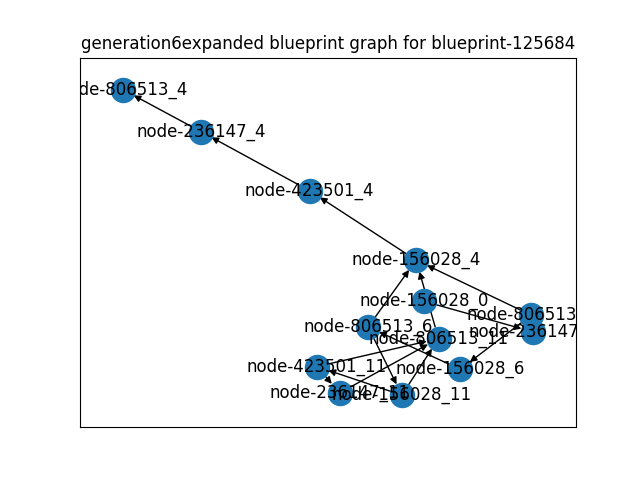 generation6expanded blueprint graph for blueprint-125684
de-806513_4
node-236147_4
node-423501_4
node-156028_4
node-156028_0
node-806513
node-806513_6
node-236147
node-806513_11
node-423501_11
node-156028_6
node-236147_11
node-156028_11